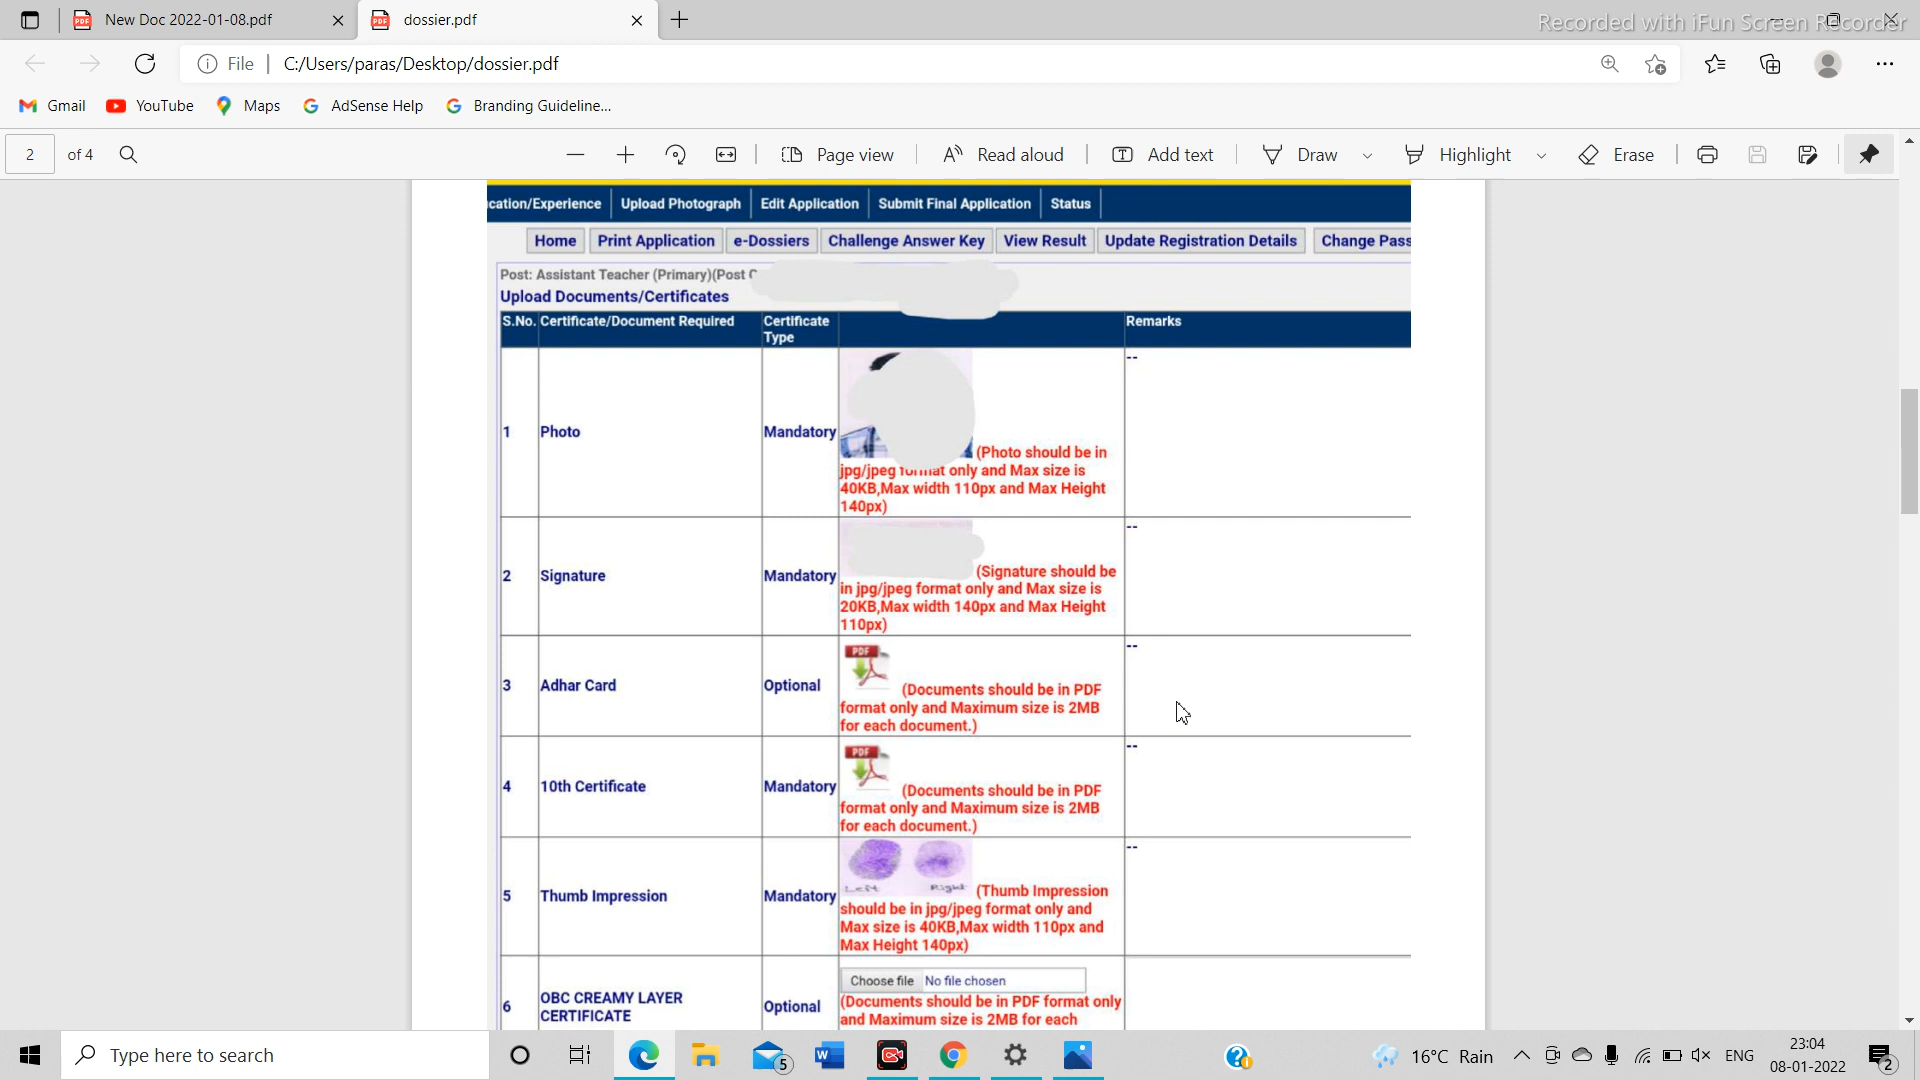 New Doc 2022-01-08.pdf
dossier.pdf
Recorded with iFun Screen Recorder
File
C:/Users/paras/Desktop/dossier.pdf
Gmail
YouTube
Maps
AdSense Help
Branding Guideline...
2
of 4
Page view
Read aloud
Add text
Draw
Highlight
Erase
cation/Experience
Upload Photograph
Edit Application
Submit Final Application
Status
Home
Print Application
e-Dossiers
Challenge Answer Key
View Result
Update Registration Details
Change Pass
Post: Assistant Teacher (Primary)(Post C
Upload Documents/Certificates
S.No.
Certificate/Document Required
Certificate
Type
Remarks
1
Photo
Mandatory
(Photo should be in
jpg/jpeg format only and Max size is
40KB,Max width 110px and Max Height
140px)
--
2
Signature
Mandatory
(Signature should be
in jpg/jpeg format only and Max size is
20KB,Max width 140px and Max Height
110px)
--
3
Adhar Card
Optional
PDF
(Documents should be in PDF
format only and Maximum size is 2MB
for each document.)
--
4
10th Certificate
Mandatory
PDF
(Documents should be in PDF
format only and Maximum size is 2MB
for each document.)
--
5
Thumb Impression
Mandatory
Left
Right
(Thumb Impression
should be in jpg/jpeg format only and
Max size is 40KB,Max width 110px and
Max Height 140px)
--
6
OBC CREAMY LAYER
CERTIFICATE
Optional
Choose file
No file chosen
(Documents should be in PDF format only
and Maximum size is 2MB for each
Type here to search
5
16°C Rain
ENG
23:04
08-01-2022
2